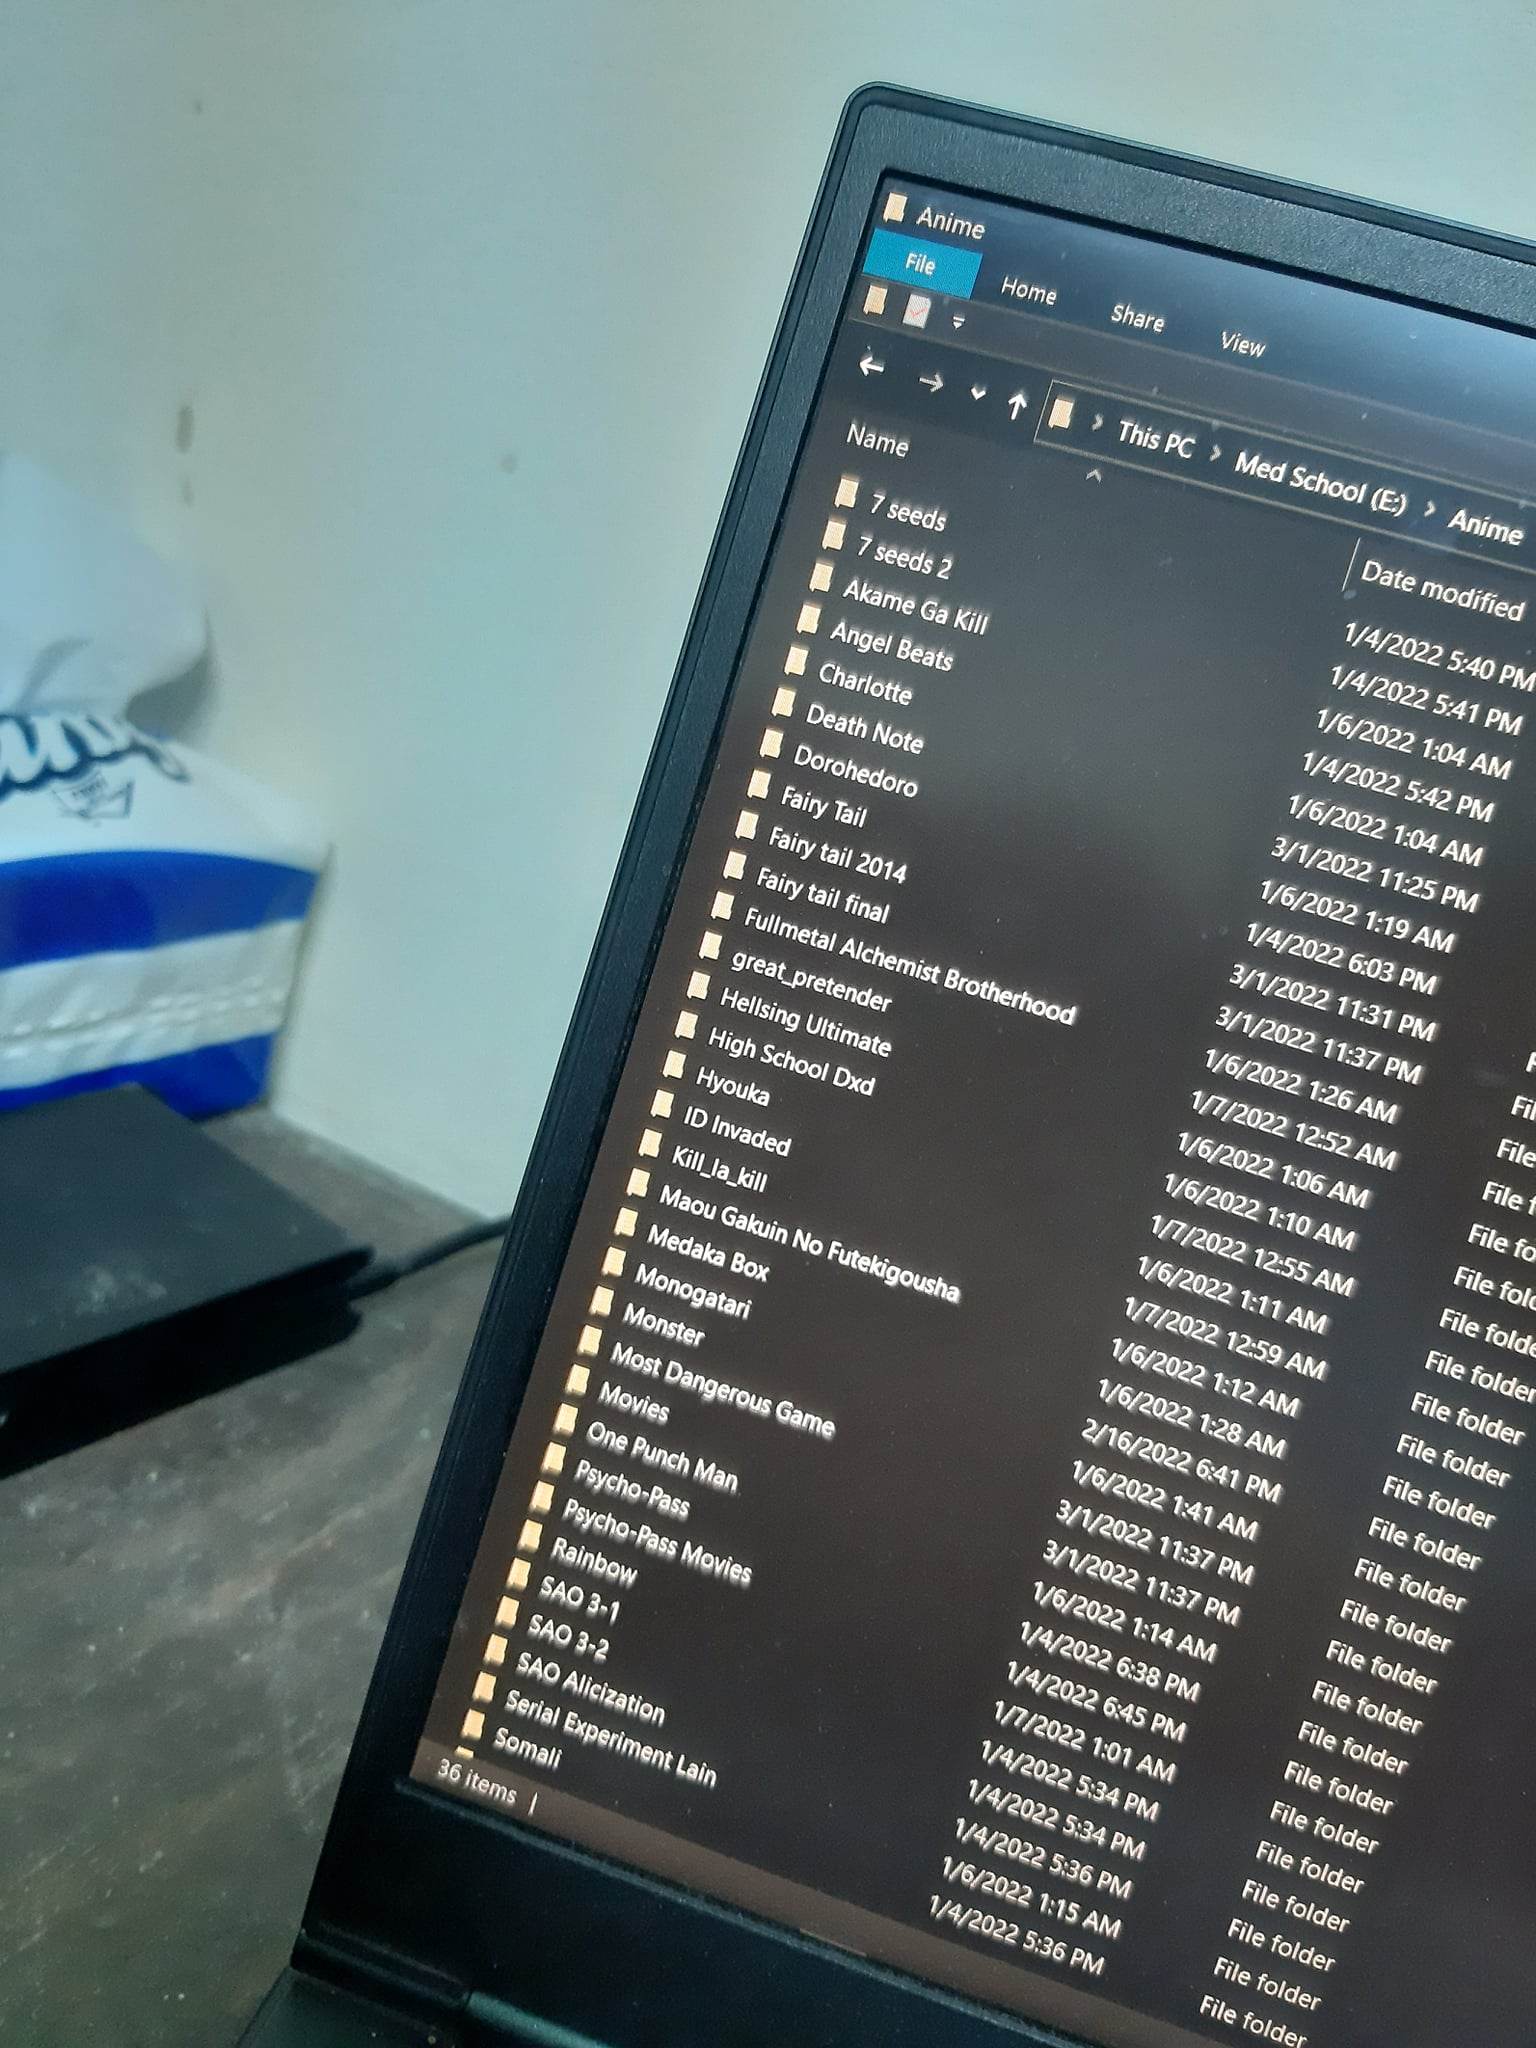 Anime
File Home Share View
This PC > Med School (E:) > Anime
Name Date modified
7 seeds 1/4/2022 5:40 PM
7 seeds 2 1/4/2022 5:41 PM
Akame Ga Kill 1/6/2022 1:04 AM
Angel Beats 1/4/2022 5:42 PM
Charlotte 1/6/2022 1:04 AM
Death Note 3/1/2022 11:25 PM
Dorohedoro 1/6/2022 1:19 AM
Fairy Tail 1/4/2022 6:03 PM
Fairy tail 2014 3/1/2022 11:31 PM
Fairy tail final 3/1/2022 11:37 PM Fil
Fullmetal Alchemist Brotherhood 1/6/2022 1:26 AM File
great_pretender 1/7/2022 12:52 AM File f
Hellsing Ultimate 1/6/2022 1:06 AM File fo
High School Dxd 1/6/2022 1:10 AM File fold
Hyouka 1/7/2022 12:55 AM File folde
ID Invaded 1/6/2022 1:11 AM File folder
Kill_la_kill 1/7/2022 12:59 AM File folder
Maou Gakuin No Futekigousha 1/6/2022 1:12 AM File folder
Medaka Box 1/6/2022 1:28 AM File folder
Monogatari 2/16/2022 6:41 PM File folder
Monster 1/6/2022 1:41 AM File folder
Most Dangerous Game 3/1/2022 11:37 PM File folder
Movies 3/1/2022 11:37 PM File folder
One Punch Man 1/6/2022 1:14 AM File folder
Psycho-Pass 1/4/2022 6:38 PM File folder
Psycho-Pass Movies 1/4/2022 6:45 PM File folder
Rainbow 1/7/2022 1:01 AM File folder
SAO 3-1 1/4/2022 5:34 PM File folder
SAO 3-2 1/4/2022 5:34 PM File folder
SAO Alicization 1/4/2022 5:36 PM File folder
Serial Experiment Lain 1/6/2022 1:15 AM File folder
Somali 1/4/2022 5:36 PM File folder
36 items